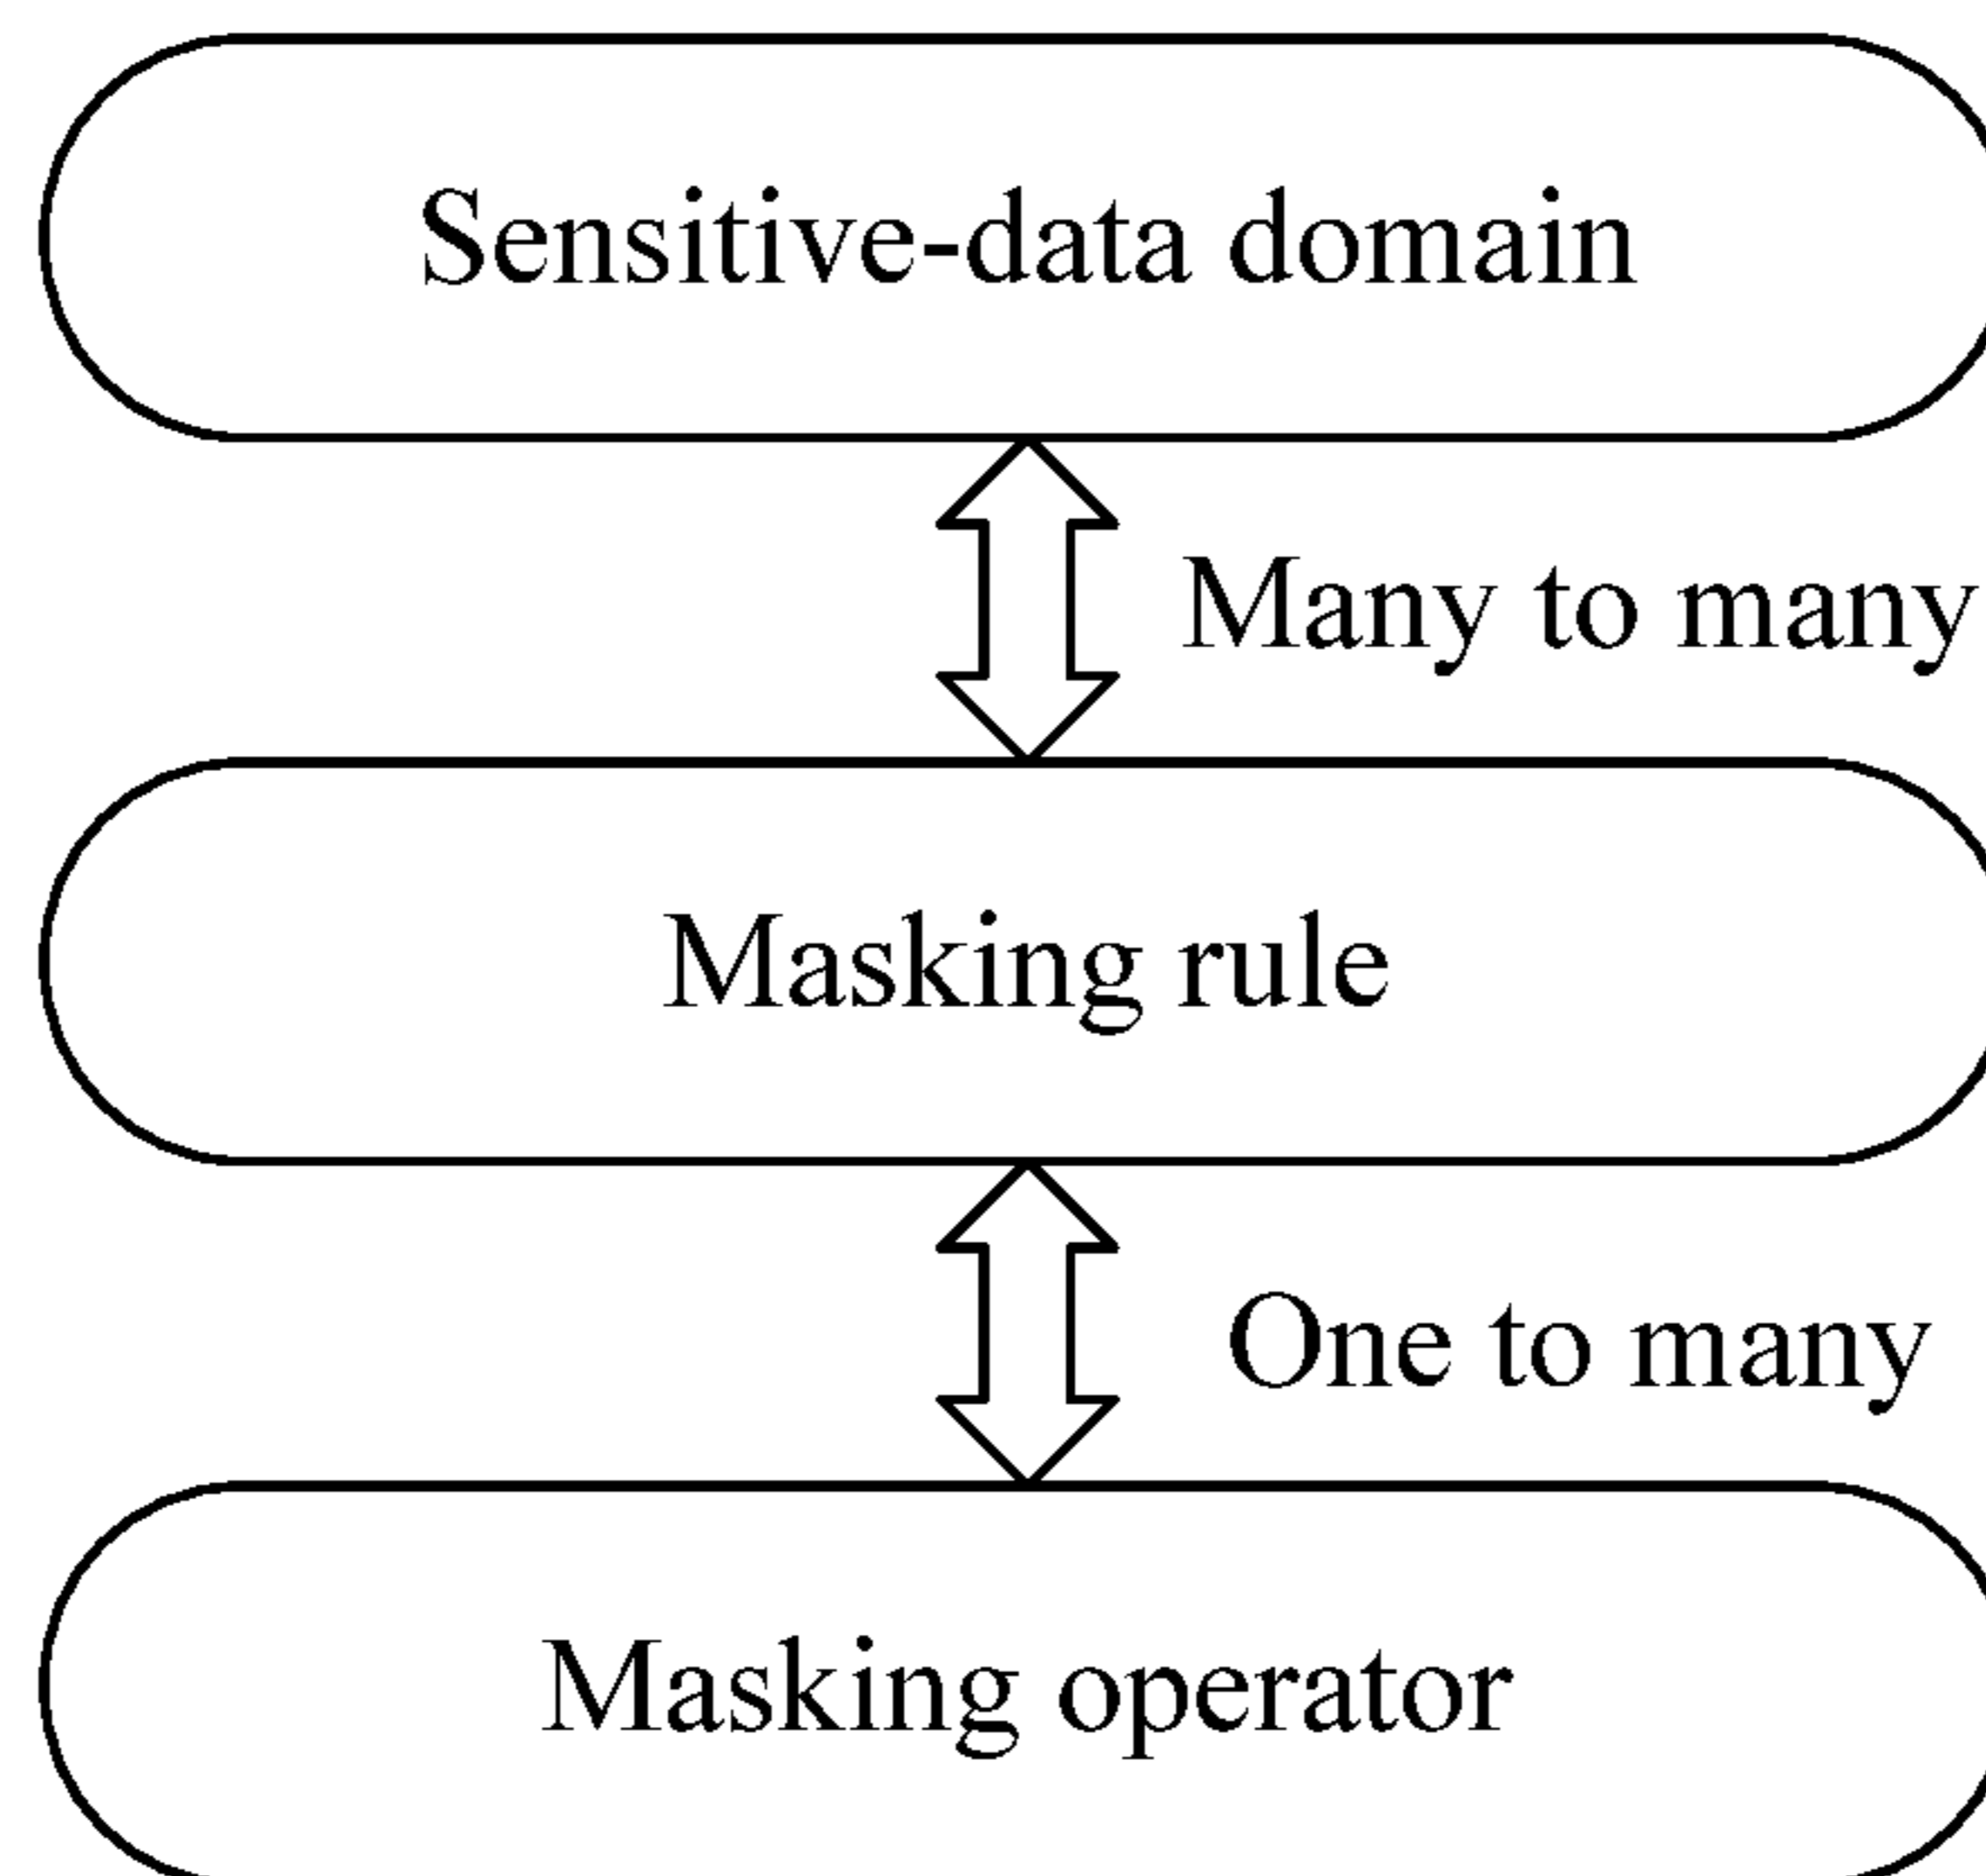 Sensitive-data domain
Many to many
Masking rule
One to many
Masking operator